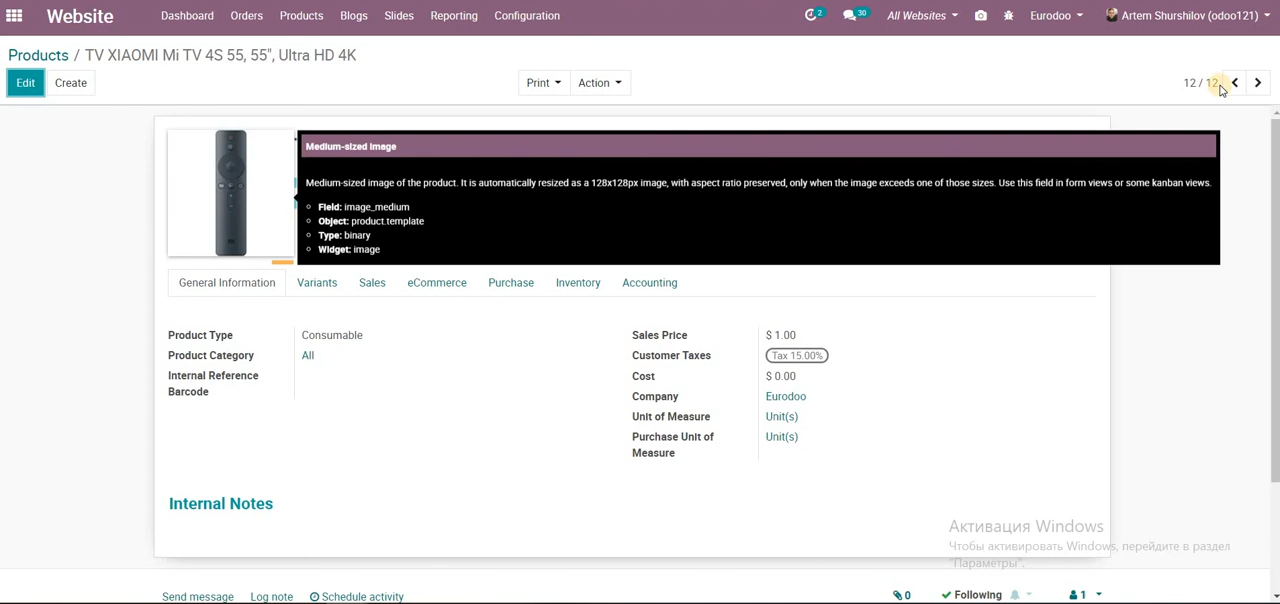 Website Dashboard Orders Products Blogs Slides Reporting Configuration 2 30 All Websites Eurodoo Artem Shurshilov (odoo121)
Products / TV XIAOMI Mi TV 4S 55, 55", Ultra HD 4K
Edit Create Print Action 12 / 12
Medium-sized image
Medium-sized image of the product. It is automatically resized as a 128x128px image, with aspect ratio preserved, only when the image exceeds one of those sizes. Use this field in form views or some kanban views.
Field: image_medium
Object: product.template
Type: binary
Widget: image
General Information Variants Sales eCommerce Purchase Inventory Accounting
Product Type Consumable Sales Price $ 1.00
Product Category All Customer Taxes Tax 15.00%
Internal Reference Cost $ 0.00
Barcode Company Eurodoo
Unit of Measure Unit(s)
Purchase Unit of Unit(s)
Measure
Internal Notes
Активация Windows
Чтобы активировать Windows, перейдите в раздел
"Параметры".
Send message Log note Schedule activity 0 Following 1